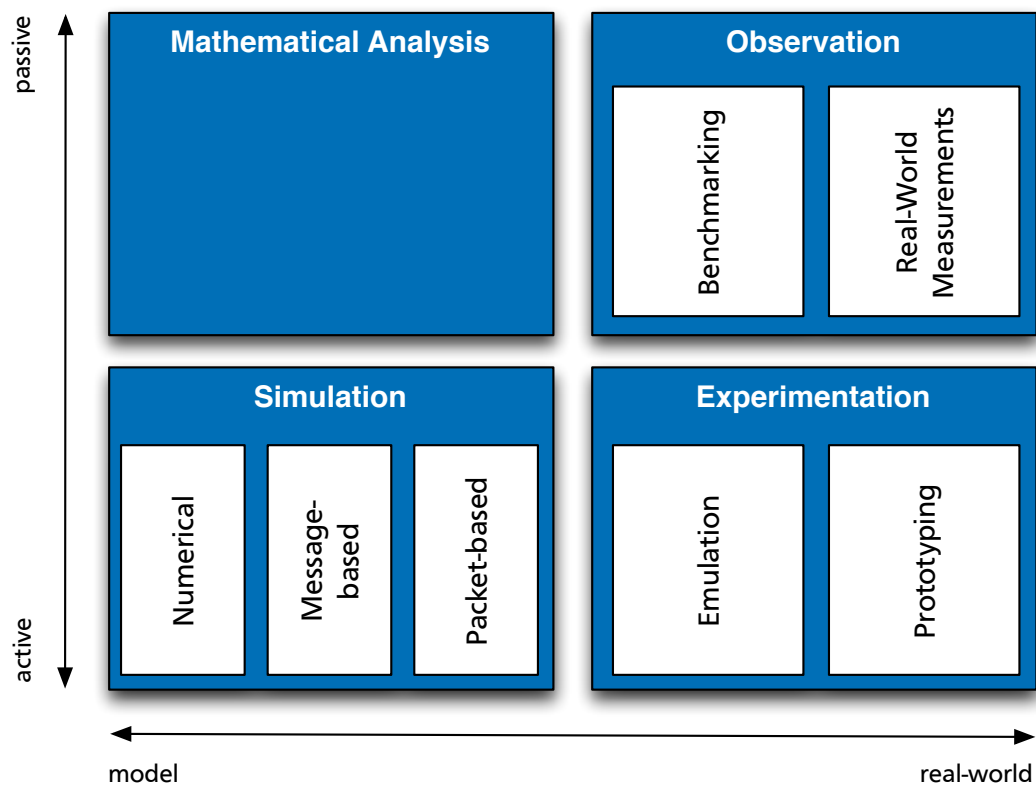 passive
Mathematical Analysis
Observation
Benchmarking
Real-World
Measurements
Simulation
Experimentation
Numerical
Message-
based
Packet-based
Emulation
Prototyping
active
model
real-world